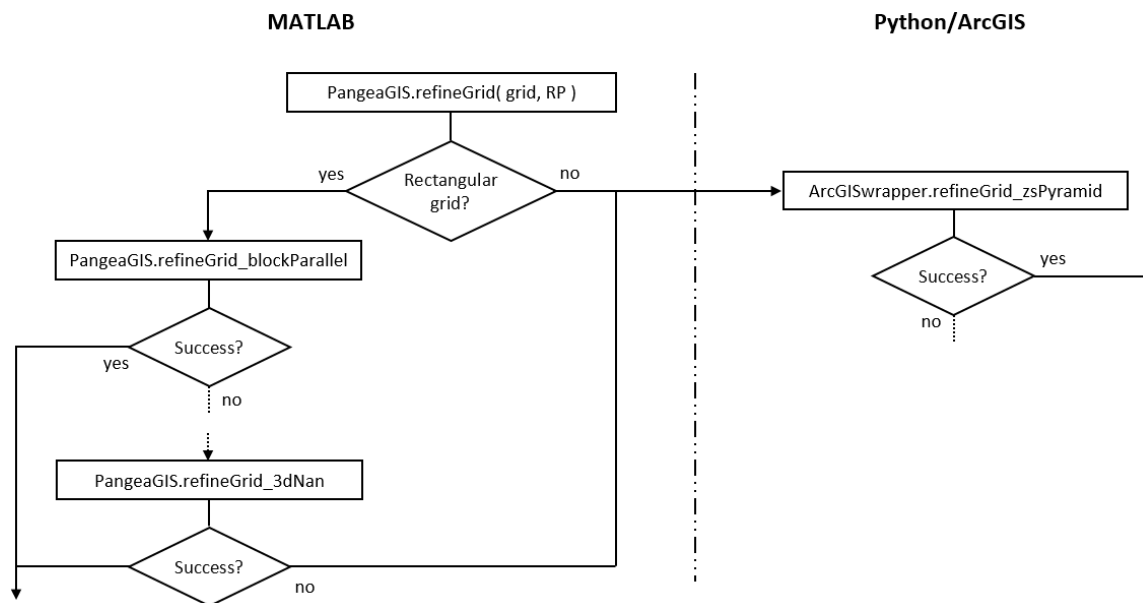 MATLAB
Python/ArcGIS
PangeaGIS.refineGrid( grid, RP )
yes
Rectangular
grid?
no
ArcGISwrapper.refineGrid_zsPyramid
PangeaGIS.refineGrid_blockParallel
Success?
yes
no
Success?
yes
no
PangeaGIS.refineGrid_3dNan
Success?
no